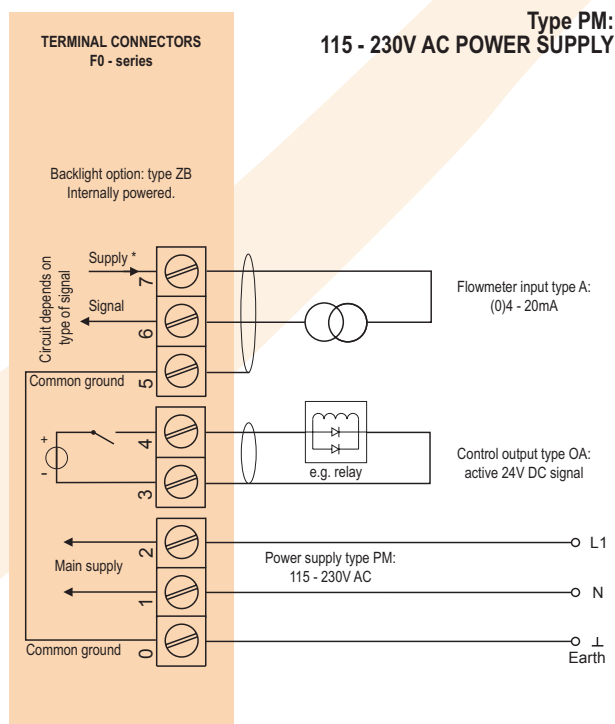 Type PM:
115 - 230V AC POWER SUPPLY
TERMINAL CONNECTORS
F0 - series
Backlight option: type ZB
Internally powered.
Circuit depends on
type of signal
Supply *
7
Signal
6
Common ground
5
Flowmeter input type A:
(0)4 - 20mA
+
-
4
3
e.g. relay
Control output type OA:
active 24V DC signal
2
Main supply
1
Power supply type PM:
115 - 230V AC
L1
N
Common ground
0
Earth